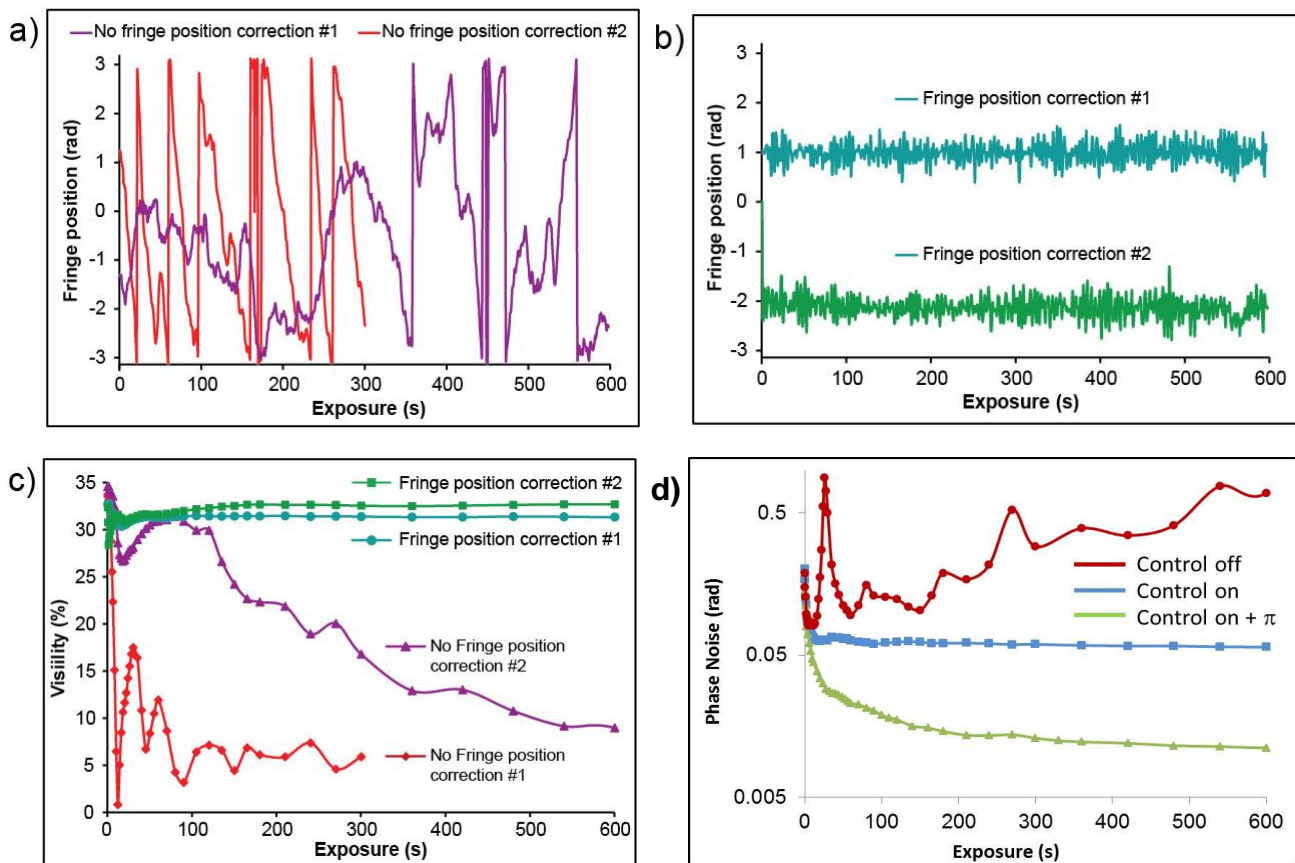 a)
No fringe position correction #1
No fringe position correction #2
Fringe position (rad)
3
2
1
0
-1
-2
-3
0 100 200 300 400 500 600
Exposure (s)
b)
Fringe position (rad)
3
2
1
0
-1
-2
-3
Fringe position correction #1
Fringe position correction #2
0 100 200 300 400 500 600
Exposure (s)
c)
Visiility (%)
35
30
25
20
15
10
5
0
Fringe position correction #2
Fringe position correction #1
No Fringe position
correction #2
No Fringe position
correction #1
0 100 200 300 400 500 600
Exposure (s)
d)
Phase Noise (rad)
0.5
0.05
0.005
Control off
Control on
Control on + π
0 100 200 300 400 500 600
Exposure (s)